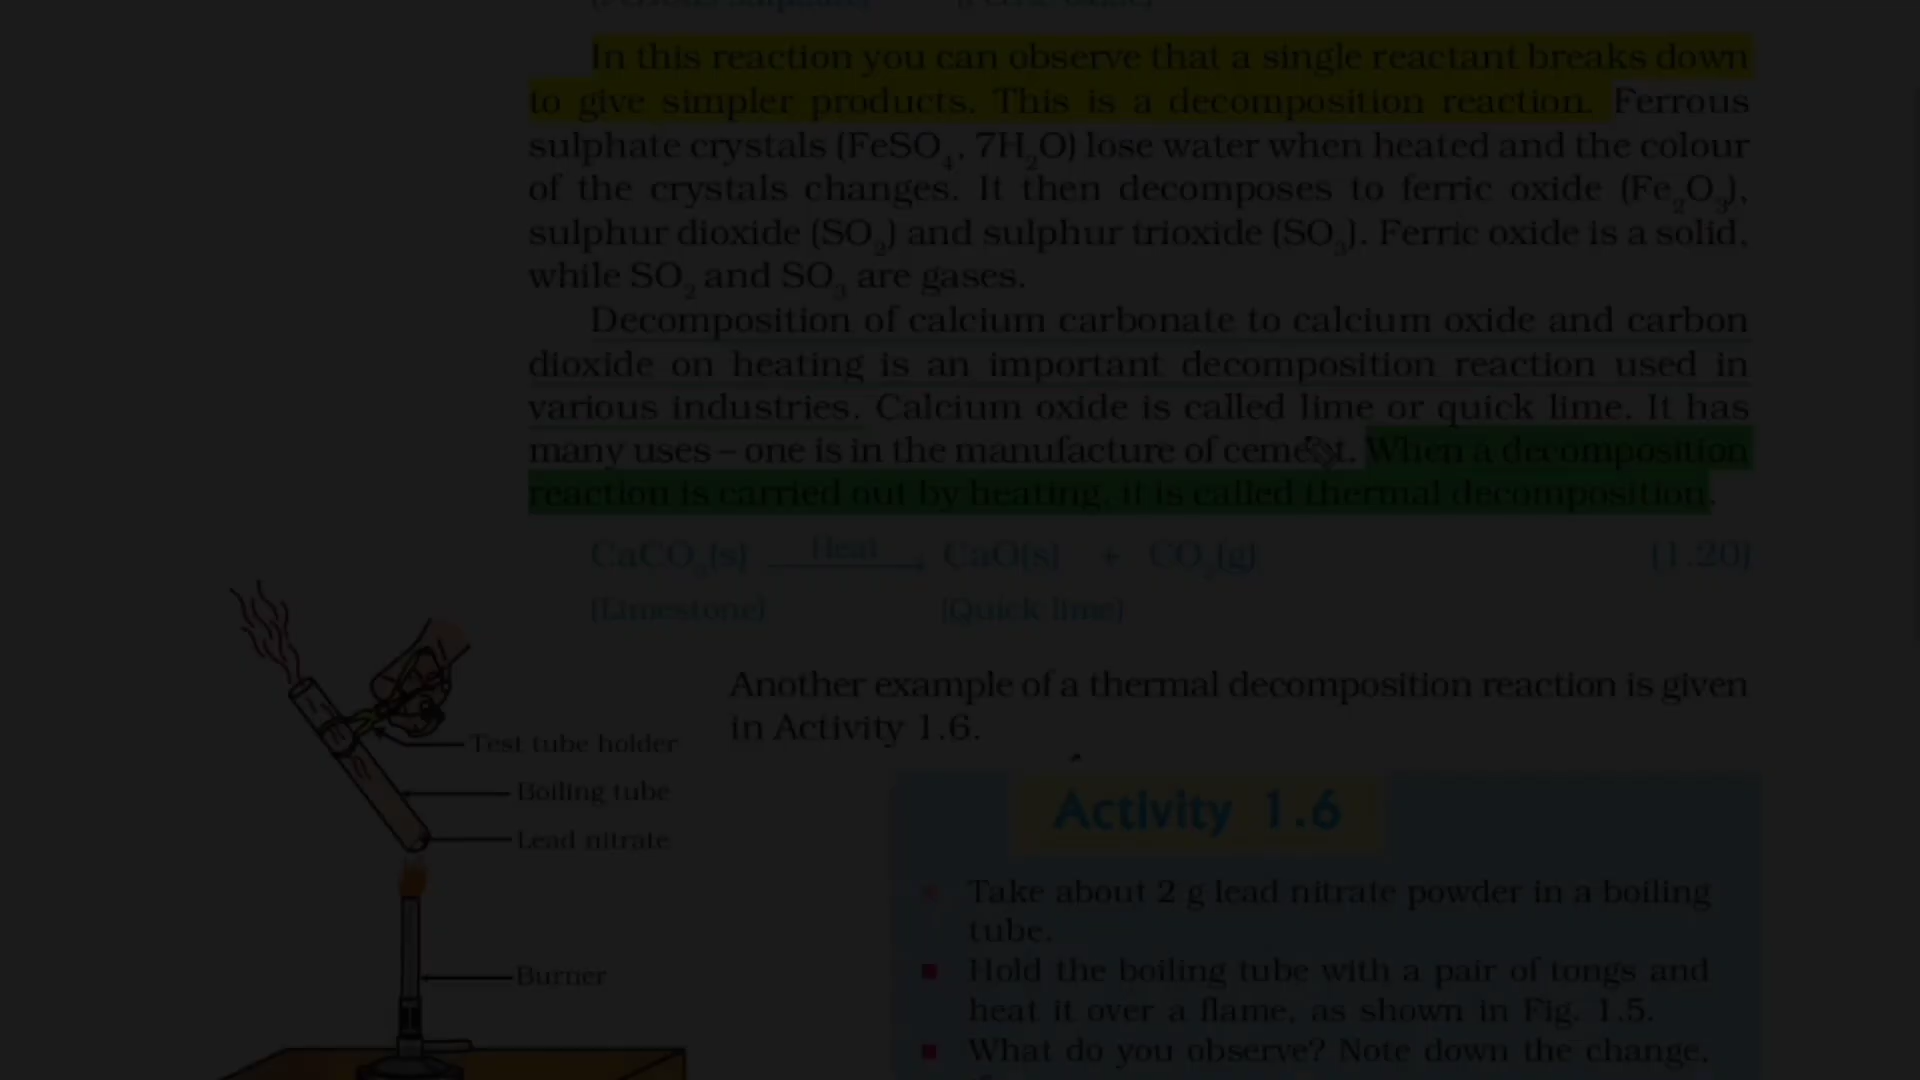 In this reaction you can observe that a single reactant breaks down
to give simpler products. This is a decomposition reaction. Ferrous
sulphate crystals (FeSO₄, 7H₂O) lose water when heated and the colour
of the crystals changes. It then decomposes to ferric oxide (Fe₂O₃),
sulphur dioxide (SO₂) and sulphur trioxide (SO₃). Ferric oxide is a solid,
while SO₂ and SO₃ are gases.
Decomposition of calcium carbonate to calcium oxide and carbon
dioxide on heating is an important decomposition reaction used in
various industries. Calcium oxide is called lime or quick lime. It has
many uses – one is in the manufacture of cement. When a decomposition
reaction is carried out by heating, it is called thermal decomposition.
CaCO₃(s) Heat CaO(s) + CO₂(g) (1.20)
(Limestone) (Quick lime)
Another example of a thermal decomposition reaction is given
in Activity 1.6.
Test tube holder
Boiling tube
Lead nitrate
Burner
Activity 1.6
Take about 2 g lead nitrate powder in a boiling
tube.
Hold the boiling tube with a pair of tongs and
heat it over a flame, as shown in Fig. 1.5.
What do you observe? Note down the change,